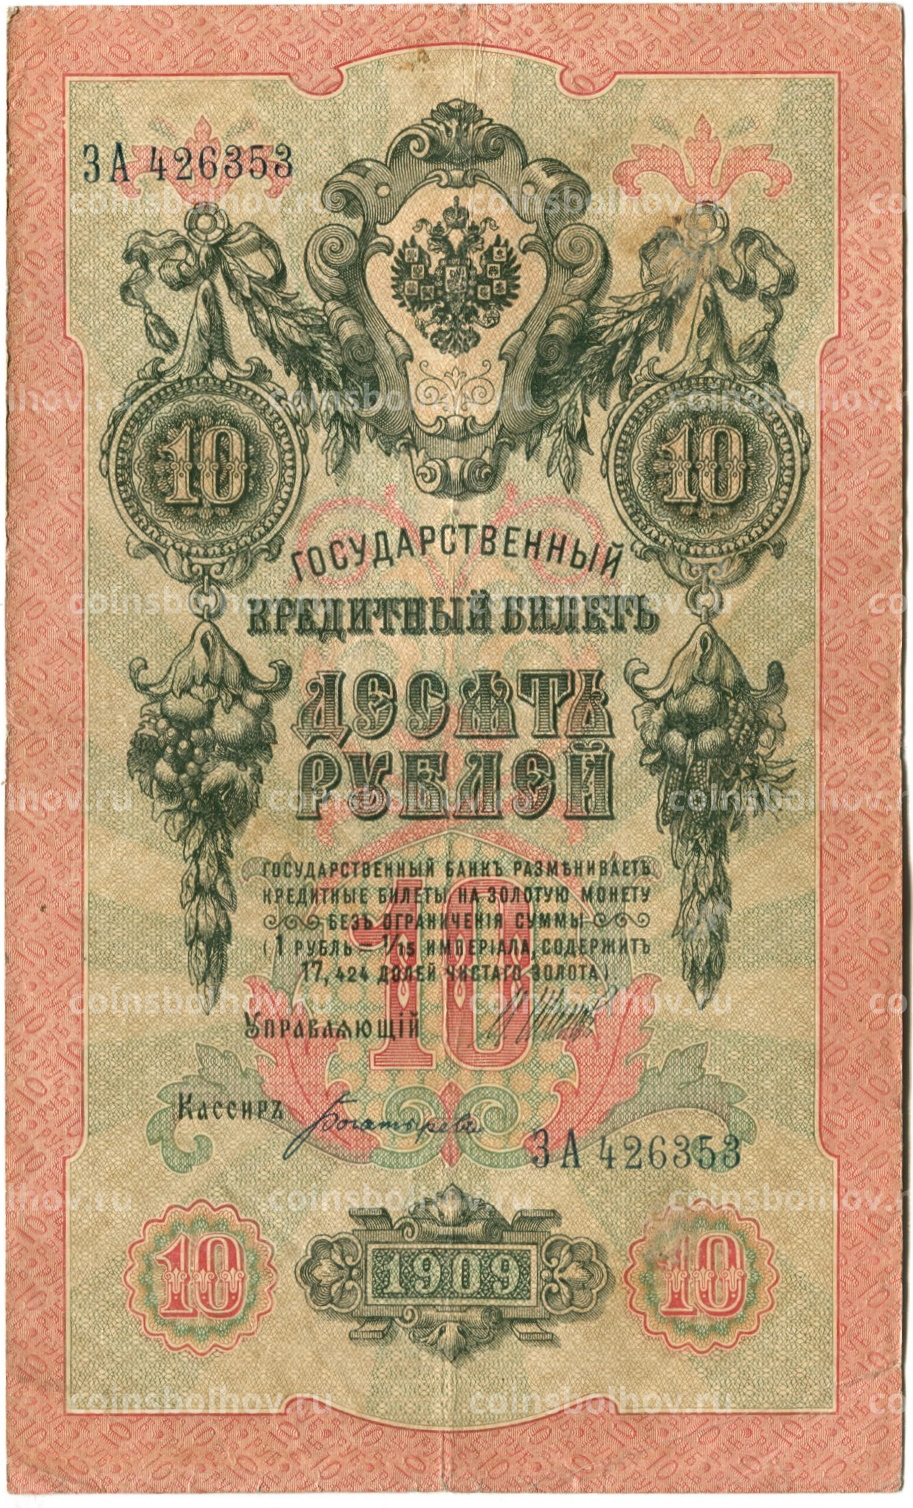 ЗА 426353
10 10
ГОСУДАРСТВЕННЫЙ
КРЕДИТНЫЙ БИЛЕТЪ
ДЕСЯТЬ
РУБЛЕЙ
ГОСУДАРСТВЕННЫЙ БАНКЪ РАЗМѢНИВАЕТЪ
КРЕДИТНЫЕ БИЛЕТЫ НА ЗОЛОТУЮ МОНЕТУ
БЕЗЪ ОГРАНИЧЕНІЯ СУММЫ
(1 РУБЛЬ = 1/15 ИМПЕРІАЛА, СОДЕРЖИТЪ
17,424 ДОЛЕЙ ЧИСТАГО ЗОЛОТА)
10
УПРАВЛЯЮЩІЙ
КАССИРЪ Богатыревъ
ЗА 426353
10 1909 10
coinsbolhov.ru